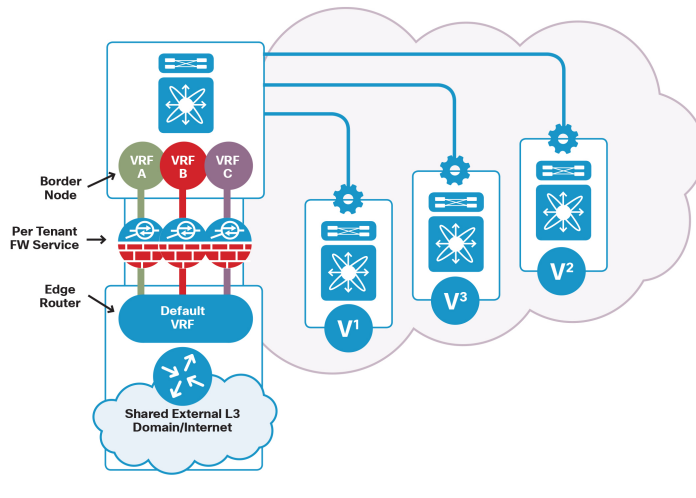 VRF
A
VRF
B
VRF
C
Border
Node
Per Tenant
FW Service
Edge
Router
Default
VRF
Shared External L3
Domain/Internet
V¹
V³
V²